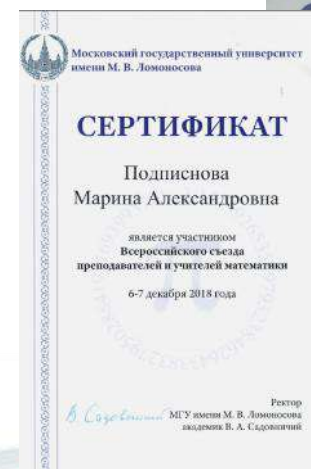 Московский государственный университет
имени М. В. Ломоносова
СЕРТИФИКАТ
Подписнова
Марина Александровна
является участником
Всероссийского съезда
преподавателей и учителей математики
6-7 декабря 2018 года
Ректор
МГУ имени М. В. Ломоносова
академик В. А. Садовничий